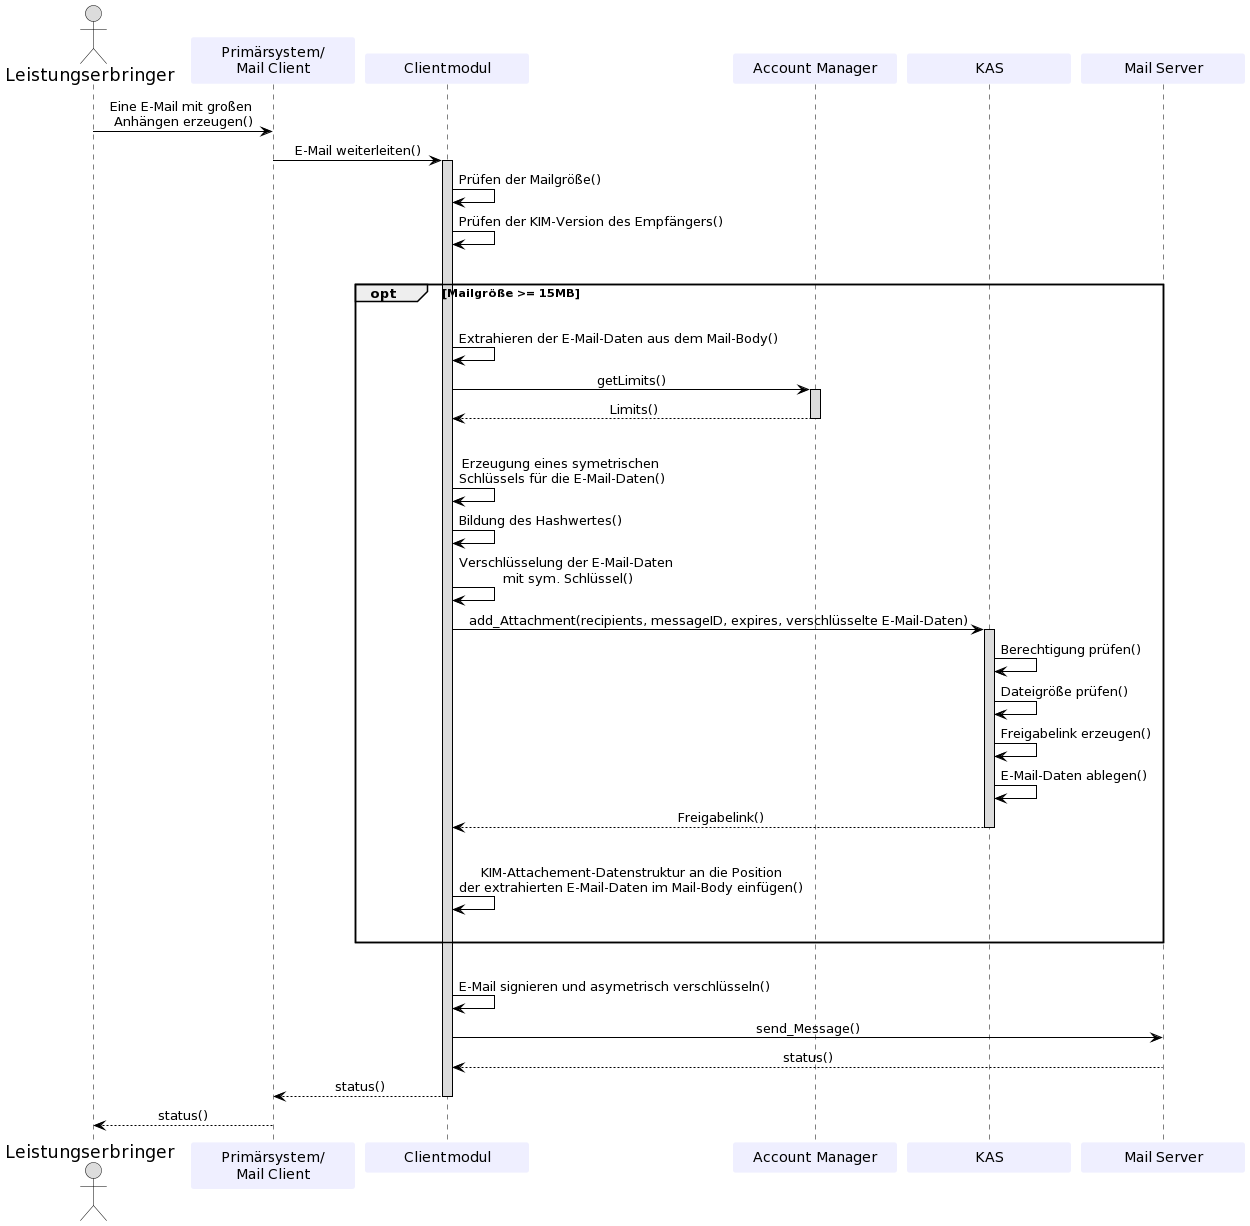 Leistungserbringer
Primärsystem/
Mail Client
Clientmodul
Account Manager
KAS
Mail Server
Eine E-Mail mit großen
Anhängen erzeugen()
E-Mail weiterleiten()
Prüfen der Mailgröße()
Prüfen der KIM-Version des Empfängers()
opt
[Mailgröße >= 15MB]
Extrahieren der E-Mail-Daten aus dem Mail-Body()
getLimits()
Limits()
Erzeugung eines symetrischen
Schlüssels für die E-Mail-Daten()
Bildung des Hashwertes()
Verschlüsselung der E-Mail-Daten
mit sym. Schlüssel()
add_Attachment(recipients, messageID, expires, verschlüsselte E-Mail-Daten)
Berechtigung prüfen()
Dateigröße prüfen()
Freigabelink erzeugen()
E-Mail-Daten ablegen()
Freigabelink()
KIM-Attachement-Datenstruktur an die Position
der extrahierten E-Mail-Daten im Mail-Body einfügen()
E-Mail signieren und asymetrisch verschlüsseln()
send_Message()
status()
status()
status()
Leistungserbringer
Primärsystem/
Mail Client
Clientmodul
Account Manager
KAS
Mail Server